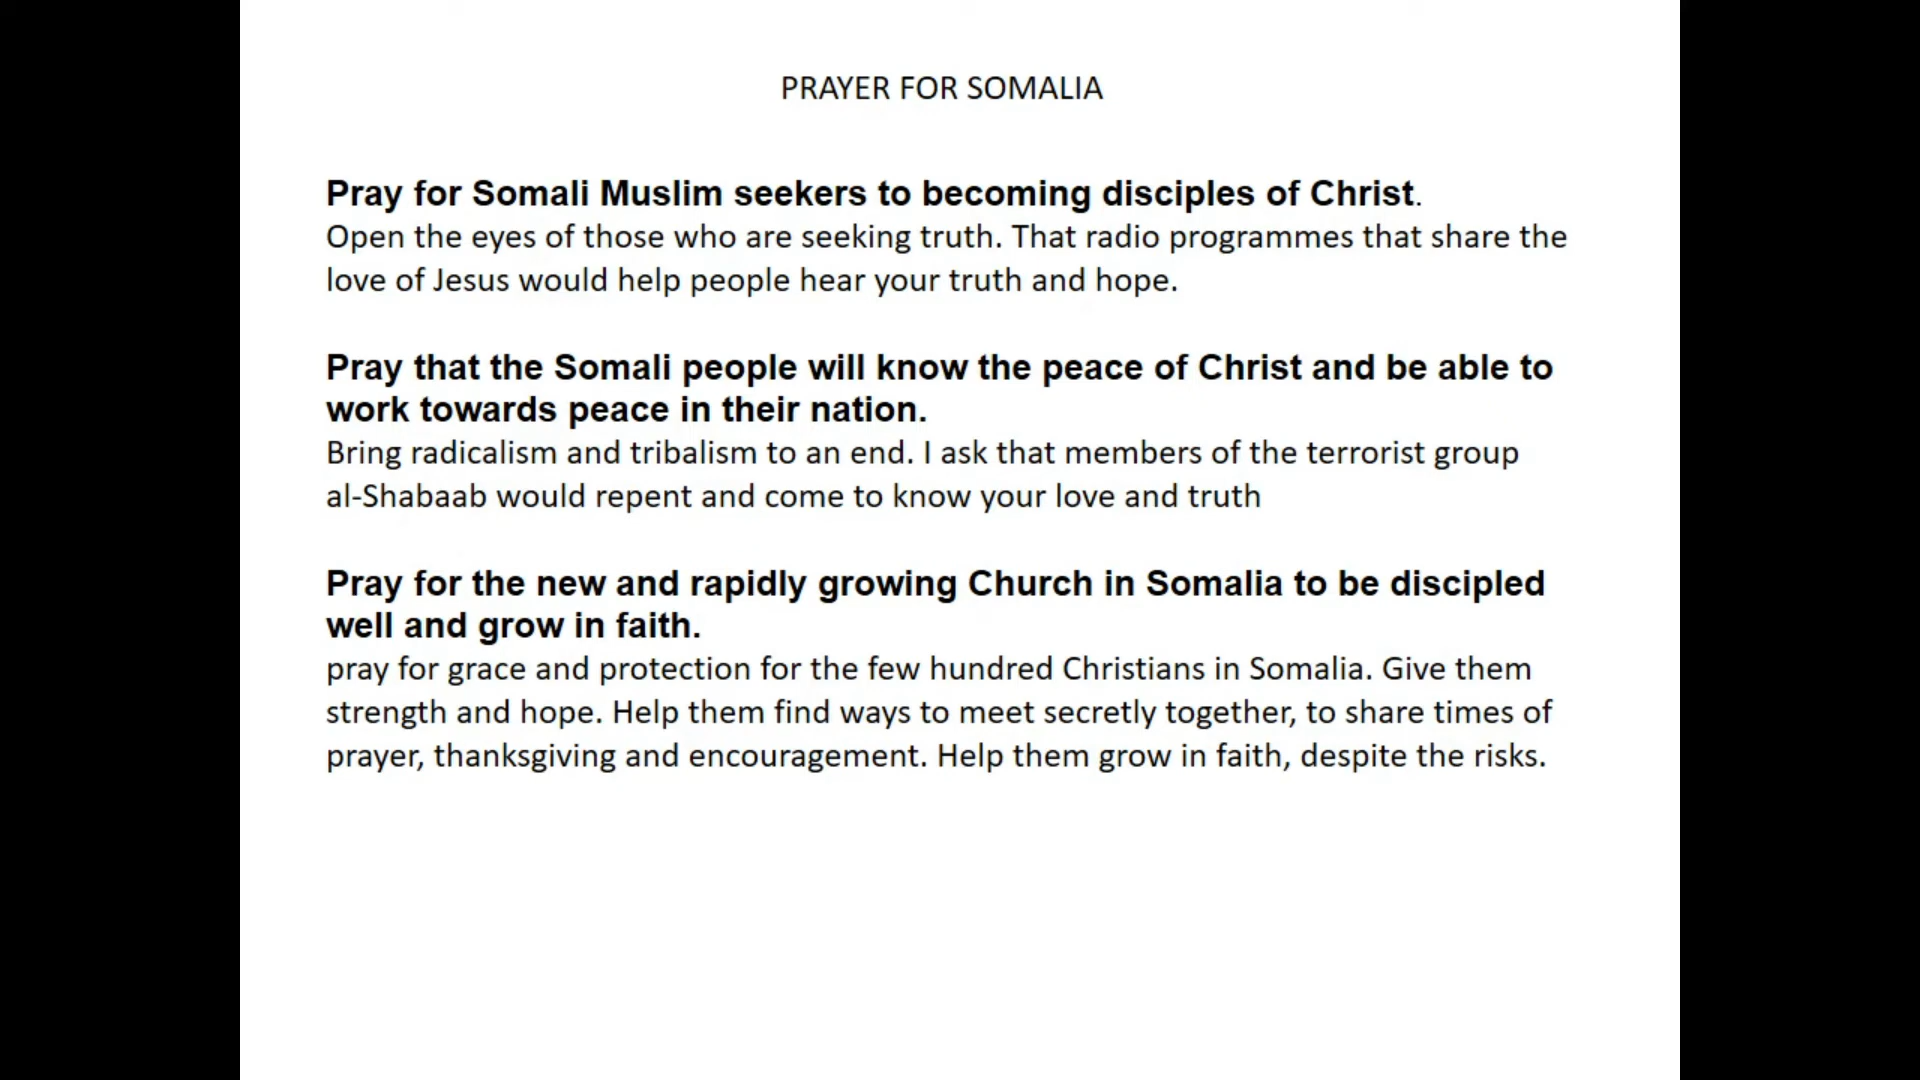 PRAYER FOR SOMALIA
Pray for Somali Muslim seekers to becoming disciples of Christ.
Open the eyes of those who are seeking truth. That radio programmes that share the
love of Jesus would help people hear your truth and hope.
Pray that the Somali people will know the peace of Christ and be able to
work towards peace in their nation.
Bring radicalism and tribalism to an end. I ask that members of the terrorist group
al-Shabaab would repent and come to know your love and truth
Pray for the new and rapidly growing Church in Somalia to be discipled
well and grow in faith.
pray for grace and protection for the few hundred Christians in Somalia. Give them
strength and hope. Help them find ways to meet secretly together, to share times of
prayer, thanksgiving and encouragement. Help them grow in faith, despite the risks.